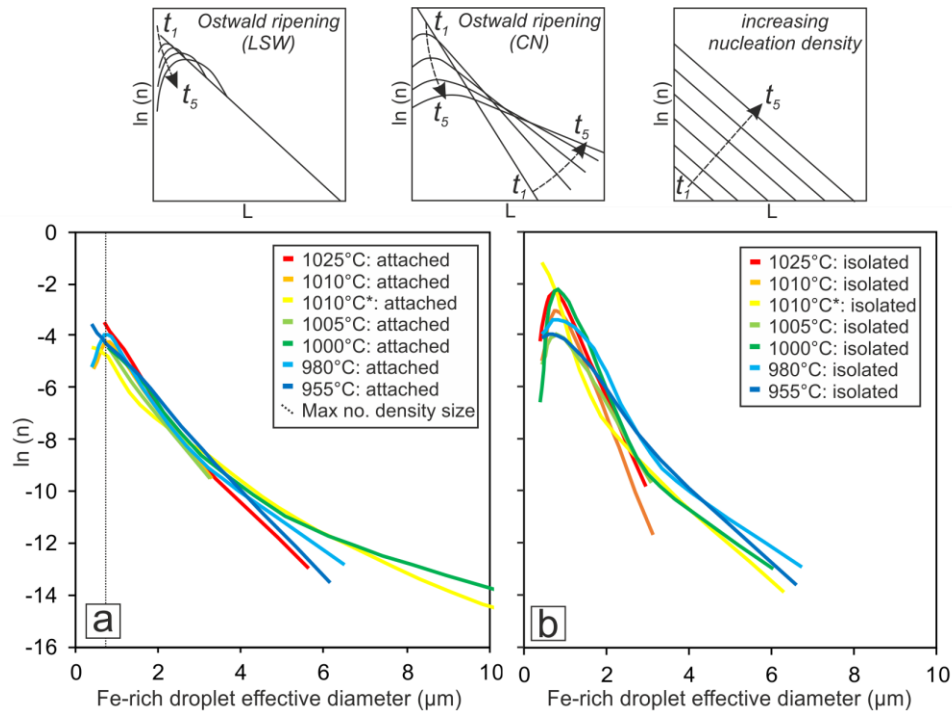 Ostwald ripening
(LSW)
t1
t5
ln (n)
L
Ostwald ripening
(CN)
t1
t5
t5
t1
ln (n)
L
increasing
nucleation density
t5
t1
ln (n)
L
0
-2
-4
-6
-8
-10
-12
-14
-16
ln (n)
1025°C: attached
1010°C: attached
1010°C*: attached
1005°C: attached
1000°C: attached
980°C: attached
955°C: attached
Max no. density size
a
0 2 4 6 8 10
Fe-rich droplet effective diameter (µm)
1025°C: isolated
1010°C: isolated
1010°C*: isolated
1005°C: isolated
1000°C: isolated
980°C: isolated
955°C: isolated
b
0 2 4 6 8 10
Fe-rich droplet effective diameter (µm)